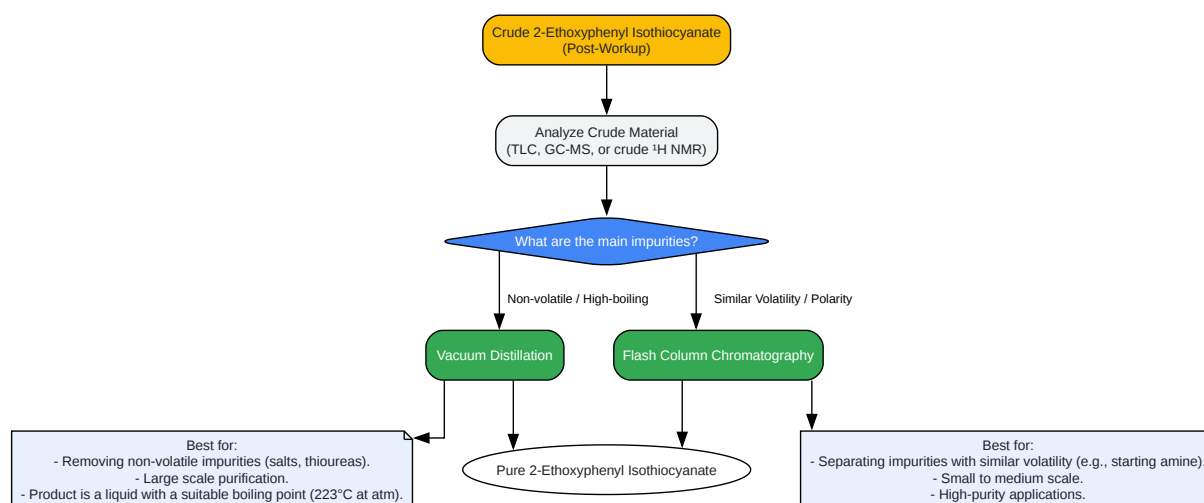 Crude 2-Ethoxyphenyl Isothiocyanate
(Post-Workup)
Analyze Crude Material
(TLC, GC-MS, or crude ¹H NMR)
What are the main impurities?
Non-volatile / High-boiling
Similar Volatility / Polarity
Vacuum Distillation
Flash Column Chromatography
Best for:
- Removing non-volatile impurities (salts, thioureas).
- Large scale purification.
- Product is a liquid with a suitable boiling point (223°C at atm).
Pure 2-Ethoxyphenyl Isothiocyanate
Best for:
- Separating impurities with similar volatility (e.g., starting amine).
- Small to medium scale.
- High-purity applications.